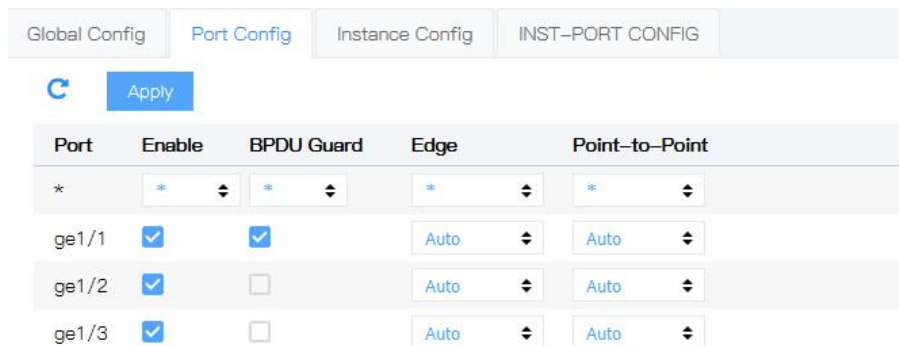 Global Config Port Config Instance Config INST-PORT CONFIG
Apply
Port Enable BPDU Guard Edge Point-to-Point
* * * * *
ge1/1 Auto Auto
ge1/2 Auto Auto
ge1/3 Auto Auto